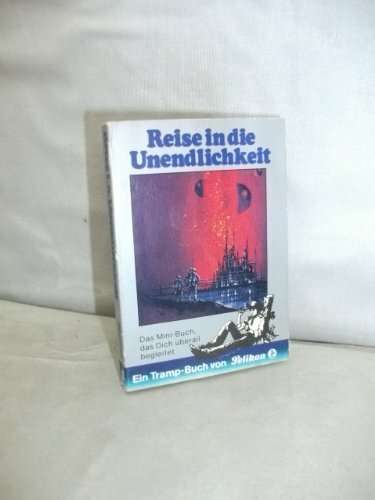 Reise in die
Unendlichkeit
Das Mini-Buch,
das Dich überall
begleitet
Ein Tramp-Buch von Pelikan